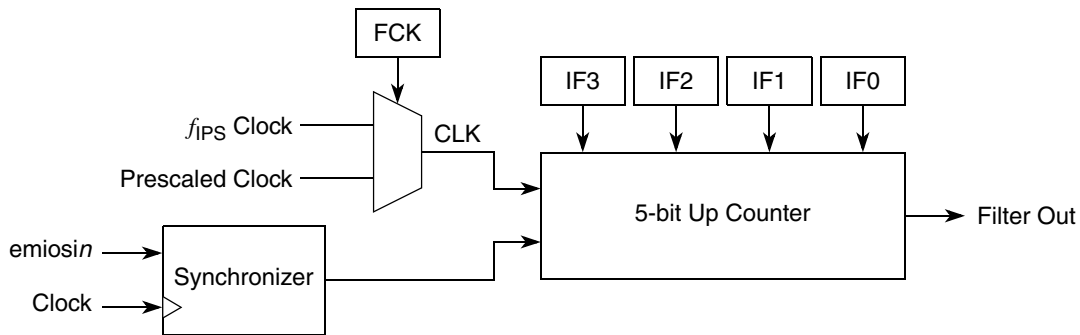 FCK
IF3 IF2 IF1 IF0
fIPS Clock
CLK
Prescaled Clock
5-bit Up Counter
Filter Out
emiosin
Synchronizer
Clock